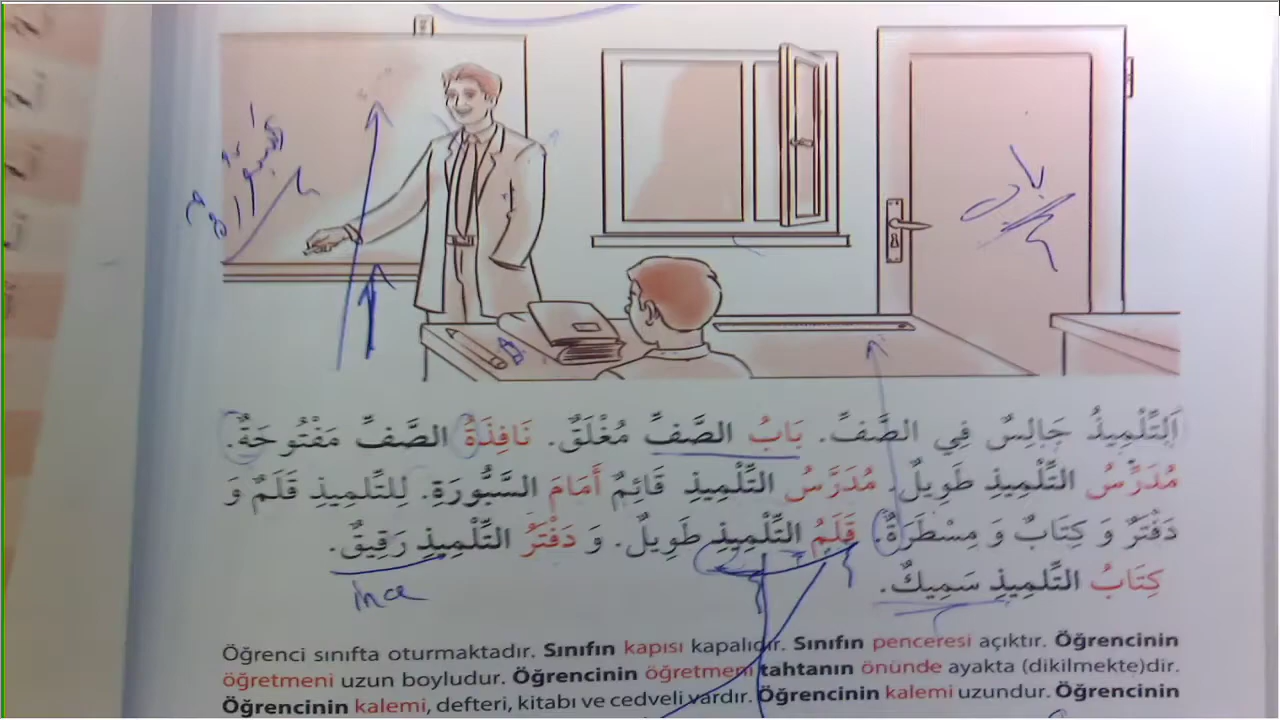 اَلتِّلْمِيذُ جَالِسٌ فِي الصَّفِّ. بَابُ الصَّفِّ مُغْلَقٌ. نَافِذَةُ الصَّفِّ مَفْتُوحَةٌ.
مُدَرِّسُ التِّلْمِيذِ طَوِيلٌ. مُدَرِّسُ التِّلْمِيذِ قَائِمٌ أَمَامَ السَّبُّورَةِ. لِلتِّلْمِيذِ قَلَمٌ وَ
دَفْتَرٌ وَ كِتَابٌ وَ مِسْطَرَةٌ. قَلَمُ التِّلْمِيذِ طَوِيلٌ. وَ دَفْتَرُ التِّلْمِيذِ رَقِيقٌ.
ince
كِتَابُ التِّلْمِيذِ سَمِيكٌ.
Öğrenci sınıfta oturmaktadır. Sınıfın kapısı kapalıdır. Sınıfın penceresi açıktır. Öğrencinin
öğretmeni uzun boyludur. Öğrencinin öğretmeni tahtanın önünde ayakta (dikilmekte)dir.
Öğrencinin kalemi, defteri, kitabı ve cedveli vardır. Öğrencinin kalemi uzundur. Öğrencinin